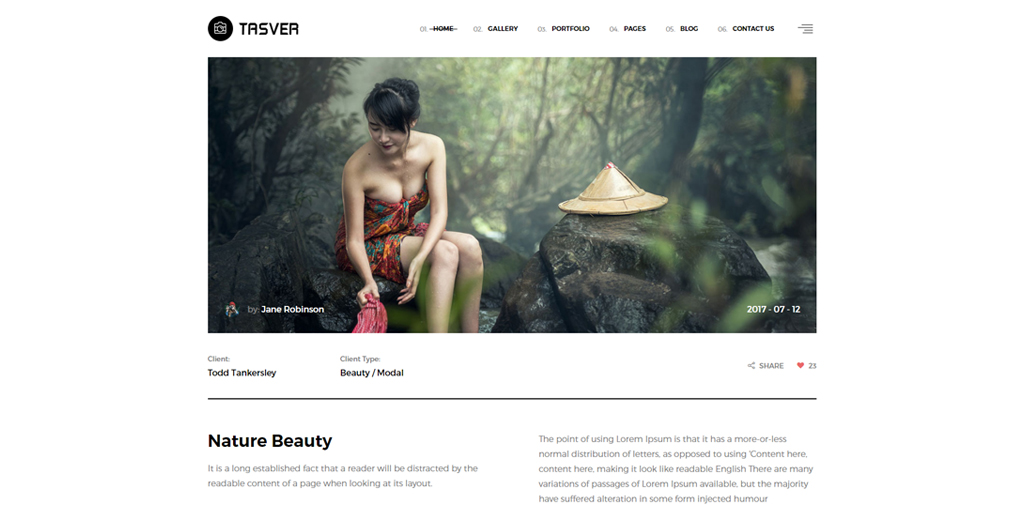 TASVER
01. HOME
02. GALLERY
03. PORTFOLIO
04. PAGES
05. BLOG
06. CONTACT US
by: Jane Robinson
2017 - 07 - 12
Client:
Todd Tankersley
Client Type:
Beauty / Modal
SHARE
23
Nature Beauty
It is a long established fact that a reader will be distracted by the
readable content of a page when looking at its layout.
The point of using Lorem Ipsum is that it has a more-or-less
normal distribution of letters, as opposed to using 'Content here,
content here, making it look like readable English There are many
variations of passages of Lorem Ipsum available, but the majority
have suffered alteration in some form injected humour